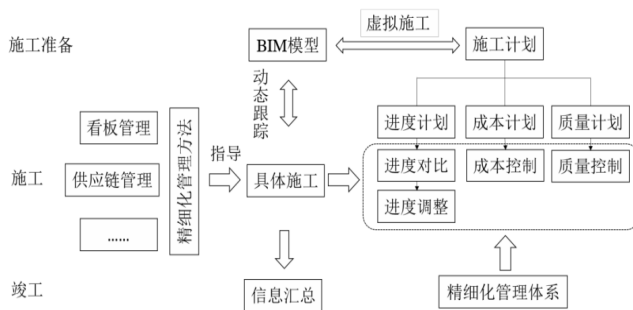 施工准备
BIM模型
虚拟施工
施工计划
动态跟踪
进度计划
成本计划
质量计划
看板管理
精细化管理方法
指导
施工
供应链管理
具体施工
进度对比
成本控制
质量控制
进度调整
……
竣工
信息汇总
精细化管理体系